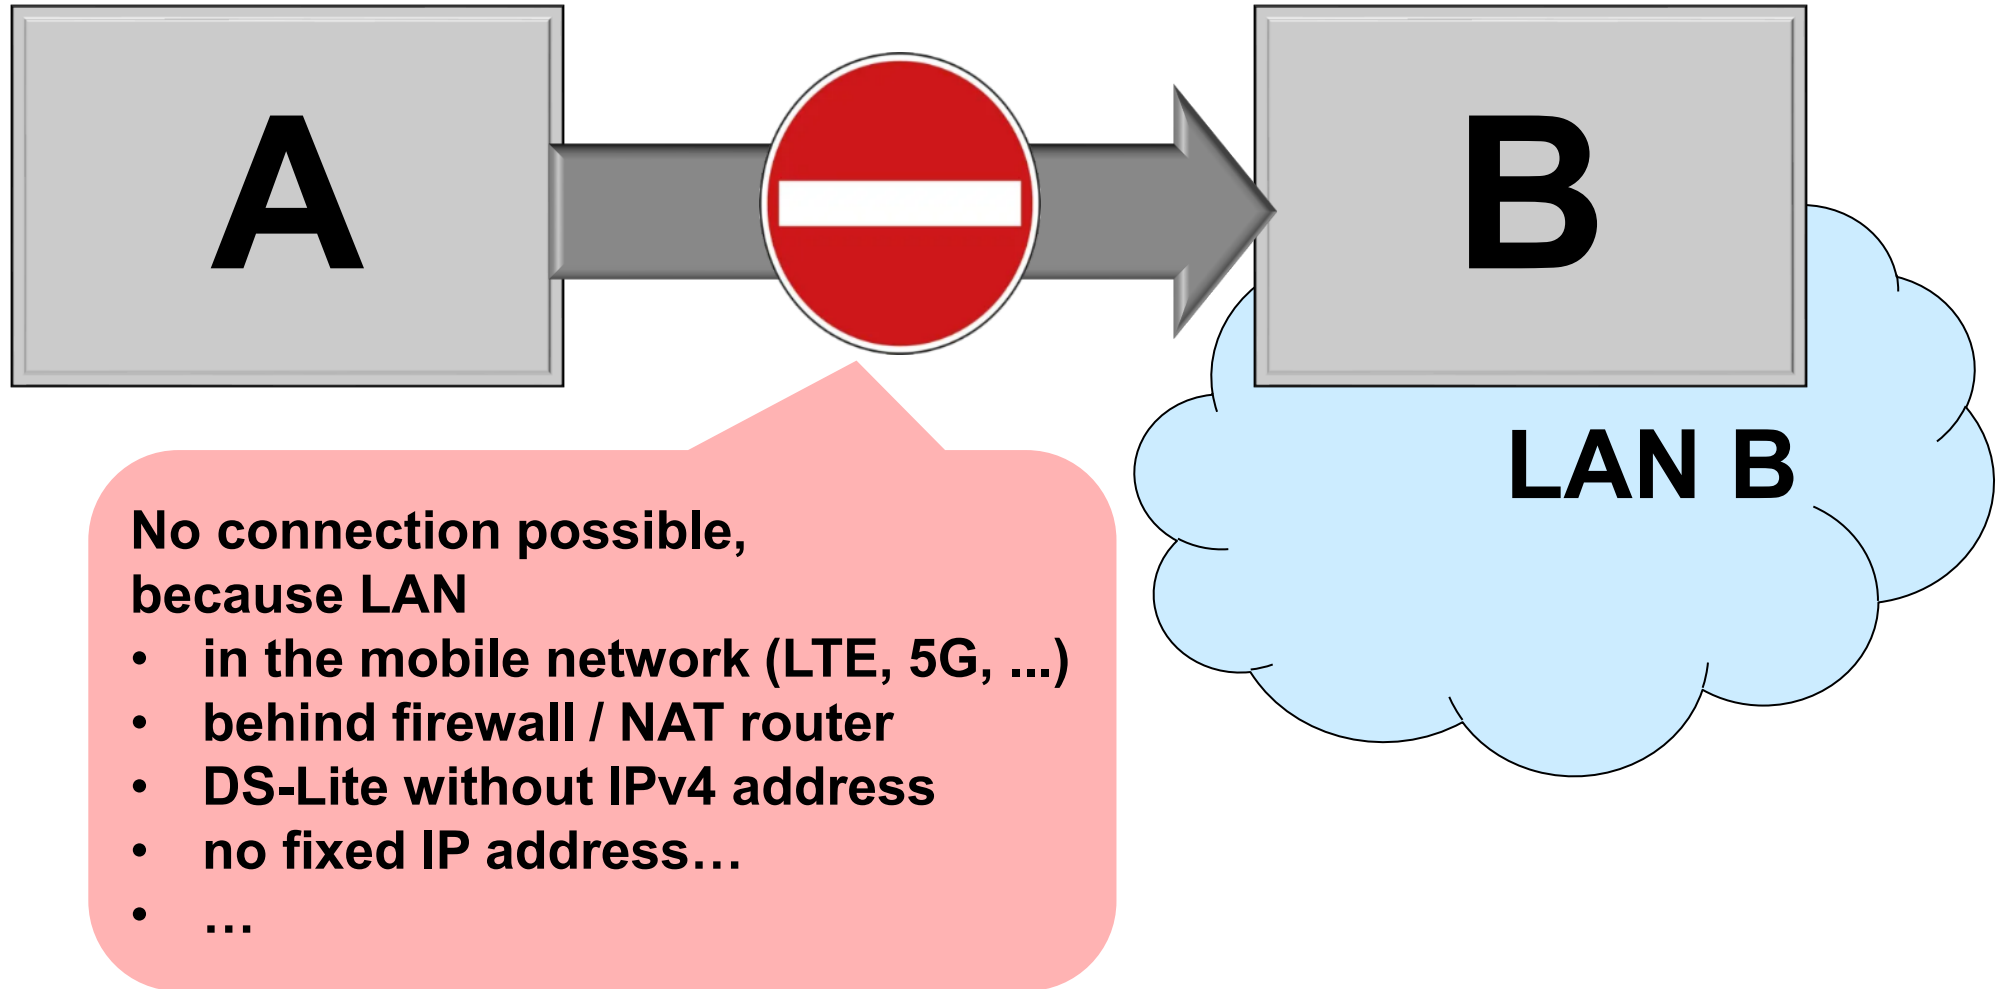 A
B
LAN B
No connection possible,
because LAN
• in the mobile network (LTE, 5G, ...)
• behind firewall / NAT router
• DS-Lite without IPv4 address
• no fixed IP address…
• …